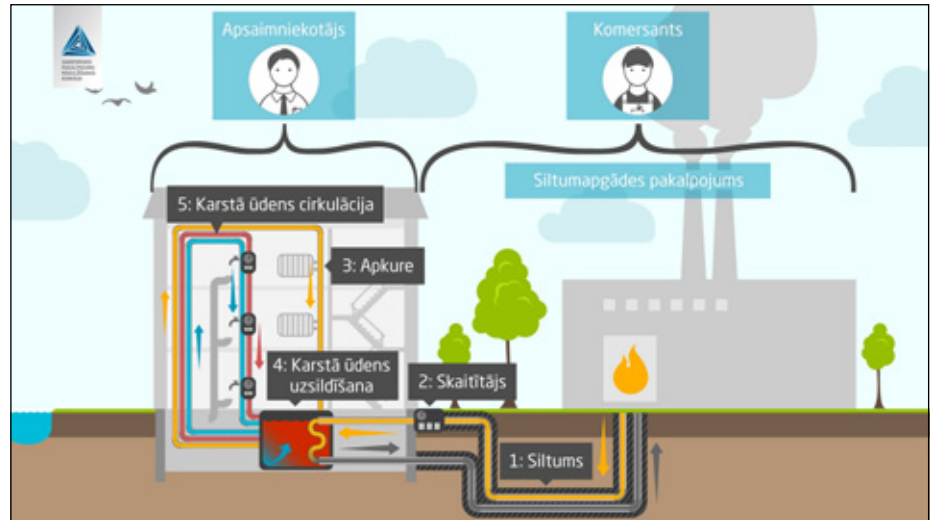 Apsaimniekotājs
Komersants
Siltumapgādes pakalpojums
5: Karstā ūdens cirkulācija
3: Apkure
4: Karstā ūdens
uzsildīšana
2: Skaitītājs
1: Siltums